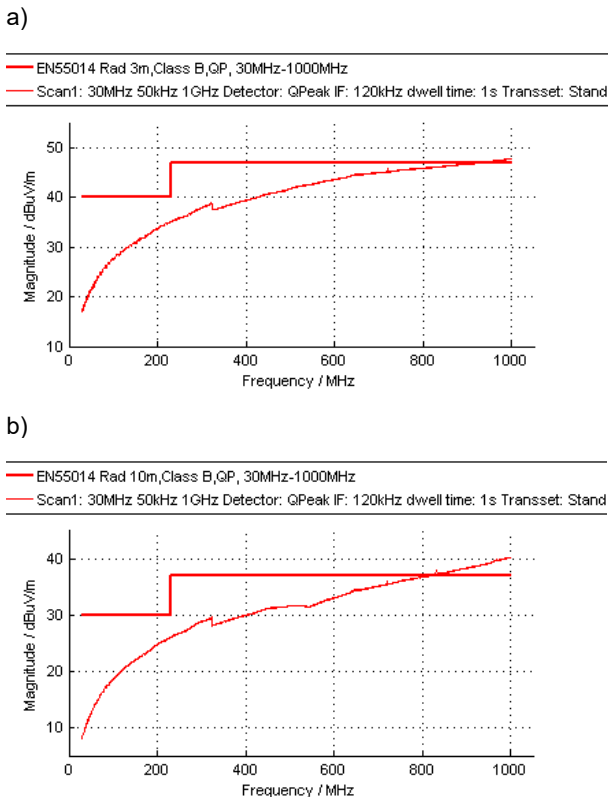 a)
EN55014 Rad 3m,Class B,QP, 30MHz-1000MHz
Scan1: 30MHz 50kHz 1GHz Detector: QPeak IF: 120kHz dwell time: 1s Transset: Stand
Magnitude / dBuV/m
50
40
30
20
10
0 200 400 600 800 1000
Frequency / MHz
b)
EN55014 Rad 10m,Class B,QP, 30MHz-1000MHz
Scan1: 30MHz 50kHz 1GHz Detector: QPeak IF: 120kHz dwell time: 1s Transset: Stand
Magnitude / dBuV/m
40
30
20
10
0 200 400 600 800 1000
Frequency / MHz